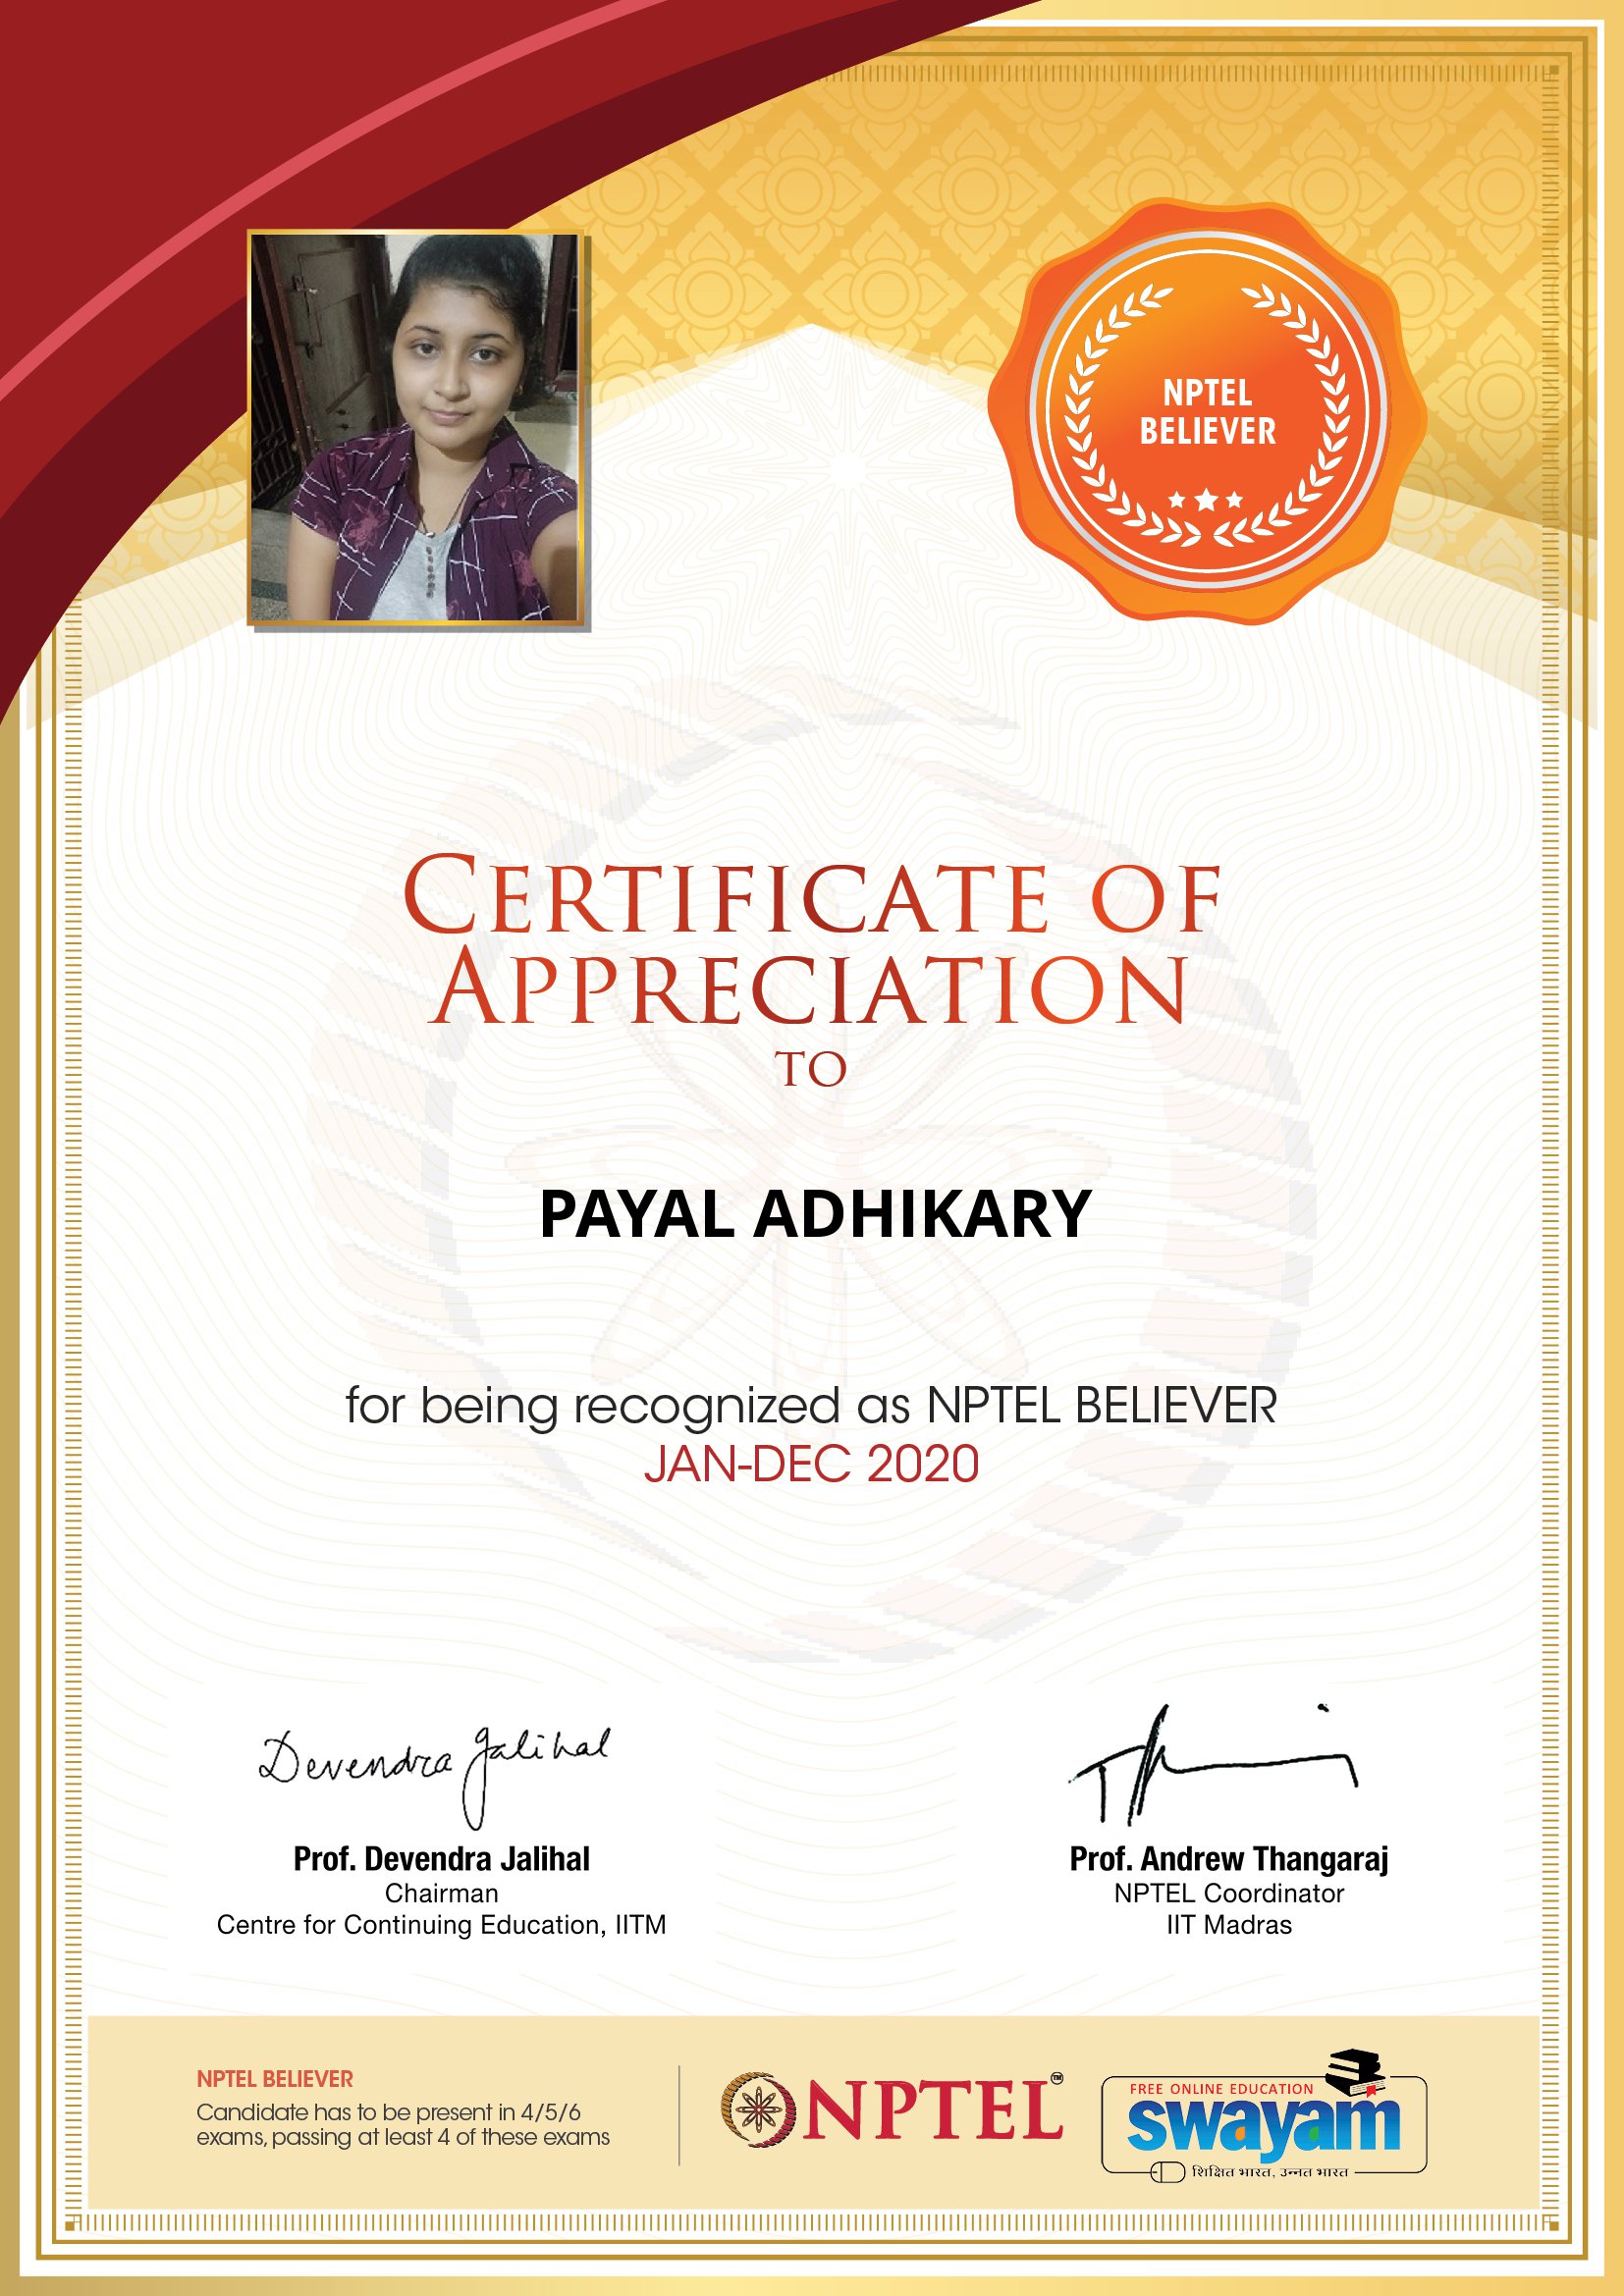 NPTEL
BELIEVER
CERTIFICATE OF
APPRECIATION
TO
PAYAL ADHIKARY
for being recognized as NPTEL BELIEVER
JAN-DEC 2020
Devendra Jalihal
Prof. Devendra Jalihal
Chairman
Centre for Continuing Education, IITM
Prof. Andrew Thangaraj
NPTEL Coordinator
IIT Madras
NPTEL BELIEVER
Candidate has to be present in 4/5/6
exams, passing at least 4 of these exams
NPTEL™
FREE ONLINE EDUCATION
swayam
शिक्षित भारत, उन्नत भारत